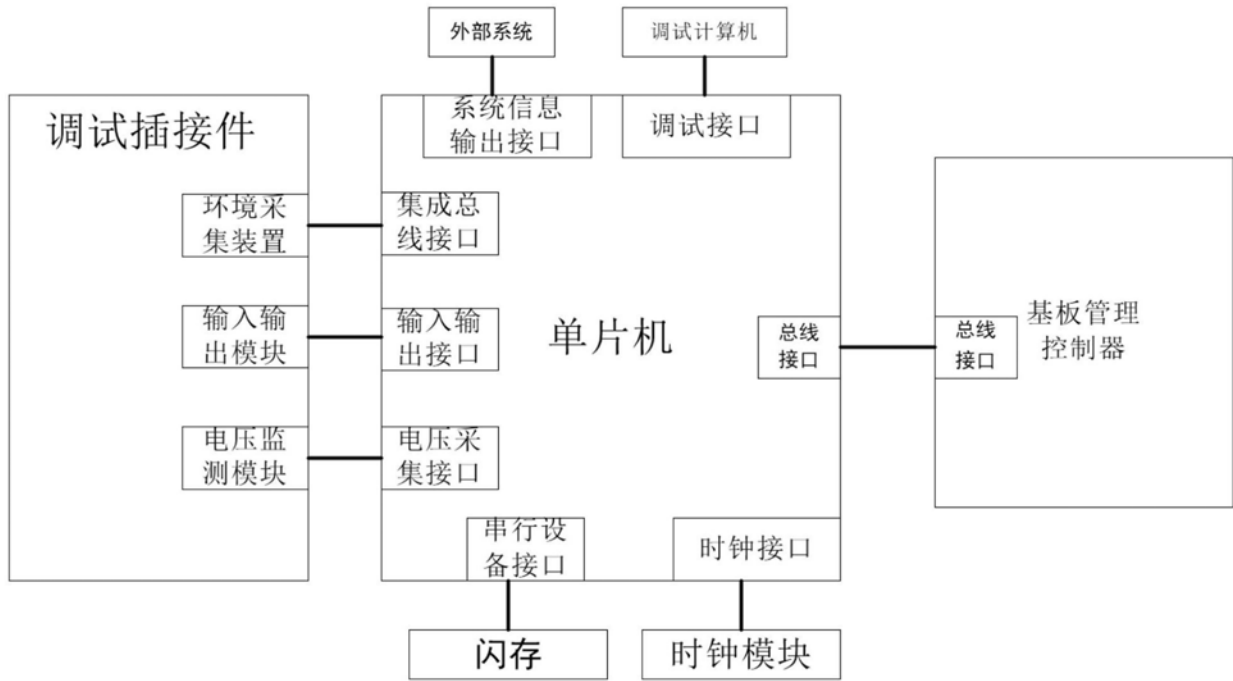 外部系统
调试计算机
调试插接件
系统信息
输出接口
调试接口
环境采
集装置
集成总
线接口
输入输
出模块
输入输
出接口
单片机
总线
接口
总线
接口
基板管理
控制器
电压监
测模块
电压采
集接口
串行设
备接口
时钟接口
闪存
时钟模块